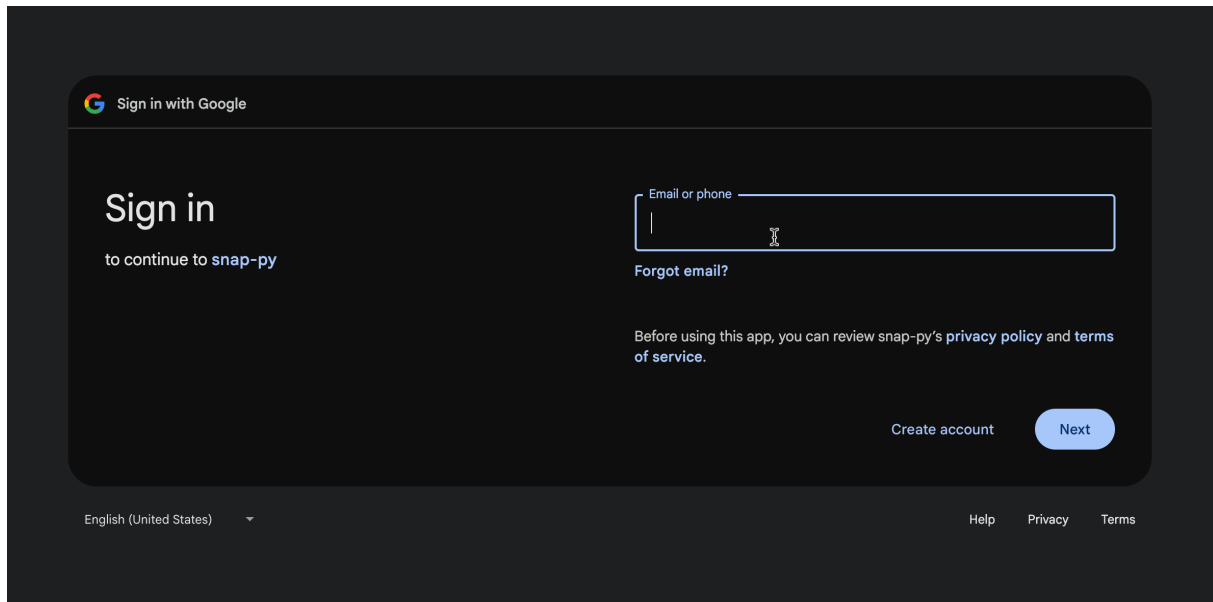 Sign in with Google
Sign in
to continue to snap-py
Email or phone
Forgot email?
Before using this app, you can review snap-py’s privacy policy and terms
of service.
Create account
Next
English (United States)
Help
Privacy
Terms